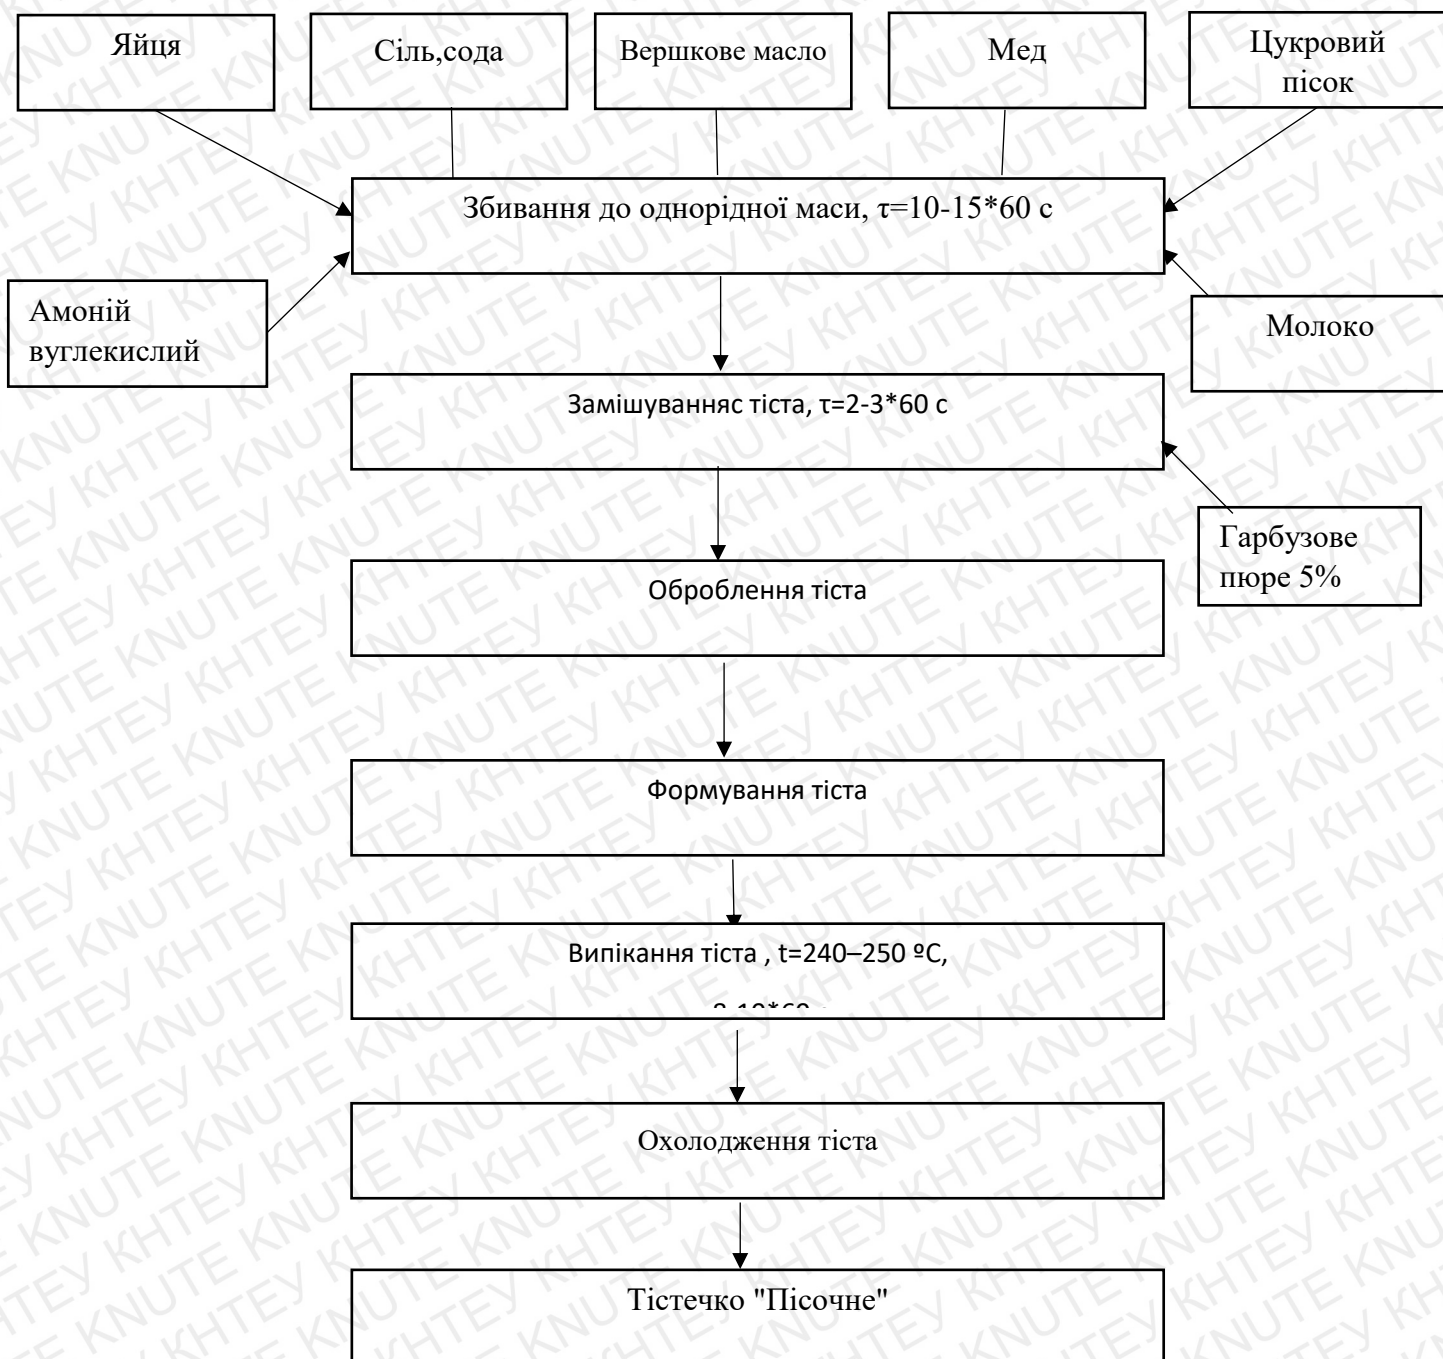 Яйця
Сіль,сода
Вершкове масло
Мед
Цукровий
пісок
Збивання до однорідної маси, τ=10-15*60 с
Амоній
вуглекислий
Молоко
Замішуванняс тіста, τ=2-3*60 с
Гарбузове
пюре 5%
Оброблення тіста
Формування тіста
Випікання тіста , t=240–250 ºС,
Охолодження тіста
Тістечко "Пісочне"